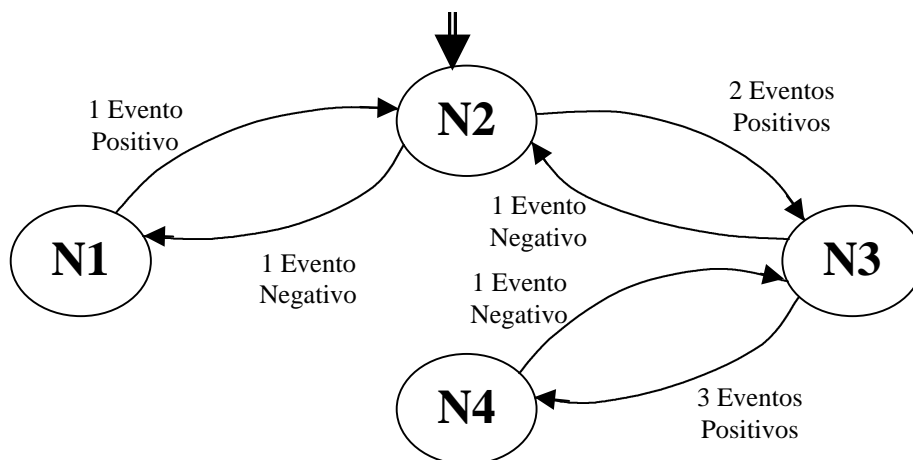 1 Evento
Positivo
N2
2 Eventos
Positivos
N1
1 Evento
Negativo
1 Evento
Negativo
N3
1 Evento
Negativo
N4
3 Eventos
Positivos